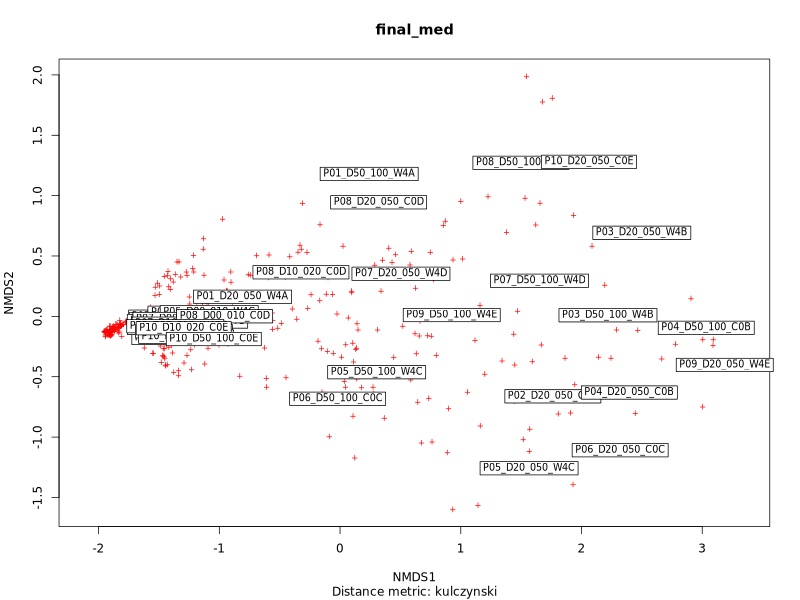 final_med
2.0
1.5
1.0
0.5
0.0
-0.5
-1.0
-1.5
NMDS2
P08_D50_100
P10_D20_050_C0E
P01_D50_100_W4A
P08_D20_050_C0D
P03_D20_050_W4B
P08_D10_020_C0D
P07_D20_050_W4D
P07_D50_100_W4D
P01_D20_050_W4A
P08_D00_010_C0D
P09_D50_100_W4E
P03_D50_100_W4B
P10_D10_020_C0E
P04_D50_100_C0B
P10_D50_100_C0E
P09_D20_050_W4E
P05_D50_100_W4C
P06_D50_100_C0C
P02_D20_050_
P04_D20_050_C0B
P06_D20_050_C0C
P05_D20_050_W4C
-2
-1
0
1
2
3
NMDS1
Distance metric: kulczynski